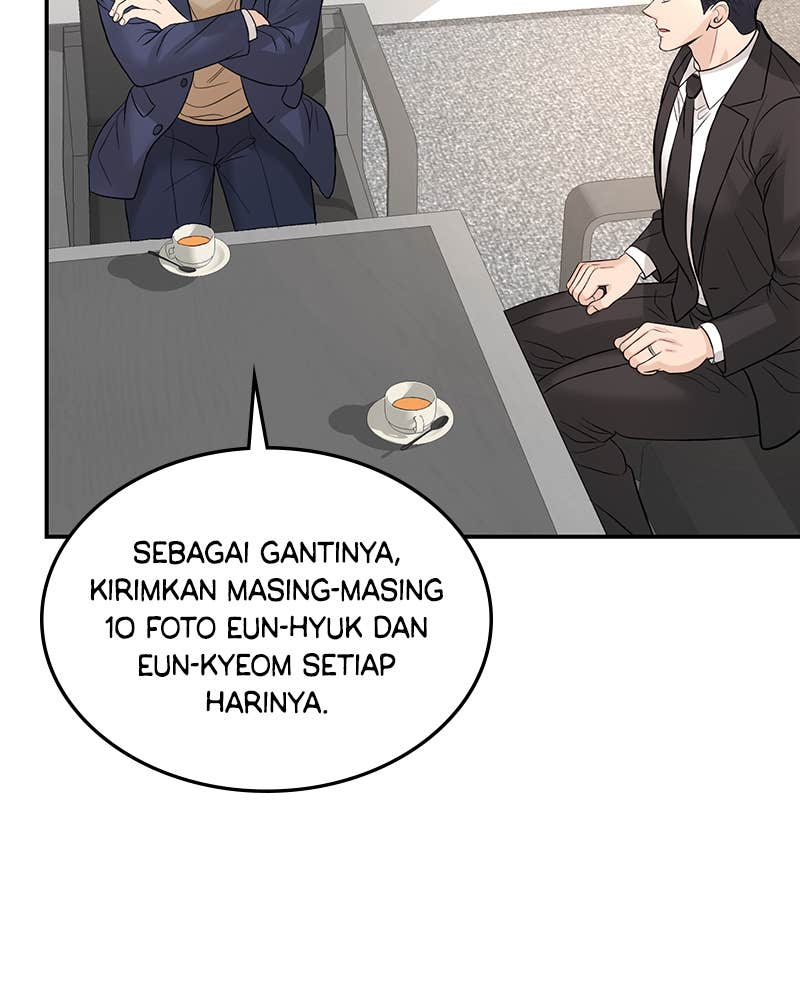 SEBAGAI GANTINYA,
KIRIMKAN MASING-MASING
10 FOTO EUN-HYUK DAN
EUN-KYEOM SETIAP
HARINYA.